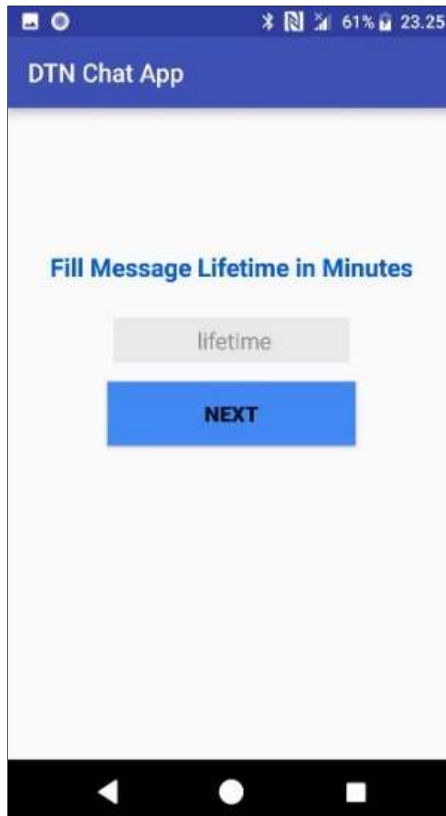 61% 23.25
DTN Chat App
Fill Message Lifetime in Minutes
lifetime
NEXT